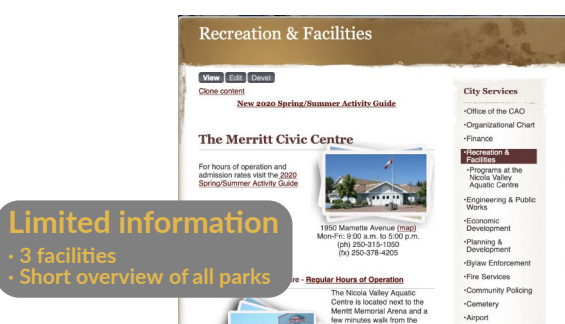 Recreation & Facilities
View Edit Devel
Clone content
New 2020 Spring/Summer Activity Guide
The Merritt Civic Centre
For hours of operation and
admission rates visit the 2020
Spring/Summer Activity Guide
1950 Mamette Avenue (map)
Mon-Fri: 9:00 a.m. to 5:00 p.m.
(ph) 250-315-1050
(fx) 250-378-4205
re - Regular Hours of Operation
The Nicola Valley Aquatic
Centre is located next to the
Merritt Memorial Arena and a
few minutes walk from the
City Services
•Office of the CAO
•Organizational Chart
•Finance
•Recreation &
Facilities
•Programs at the
Nicola Valley
Aquatic Centre
•Engineering & Public
Works
•Economic
Development
•Planning &
Development
•Bylaw Enforcement
•Fire Services
•Community Policing
•Cemetery
•Airport
Limited information
· 3 facilities
· Short overview of all parks